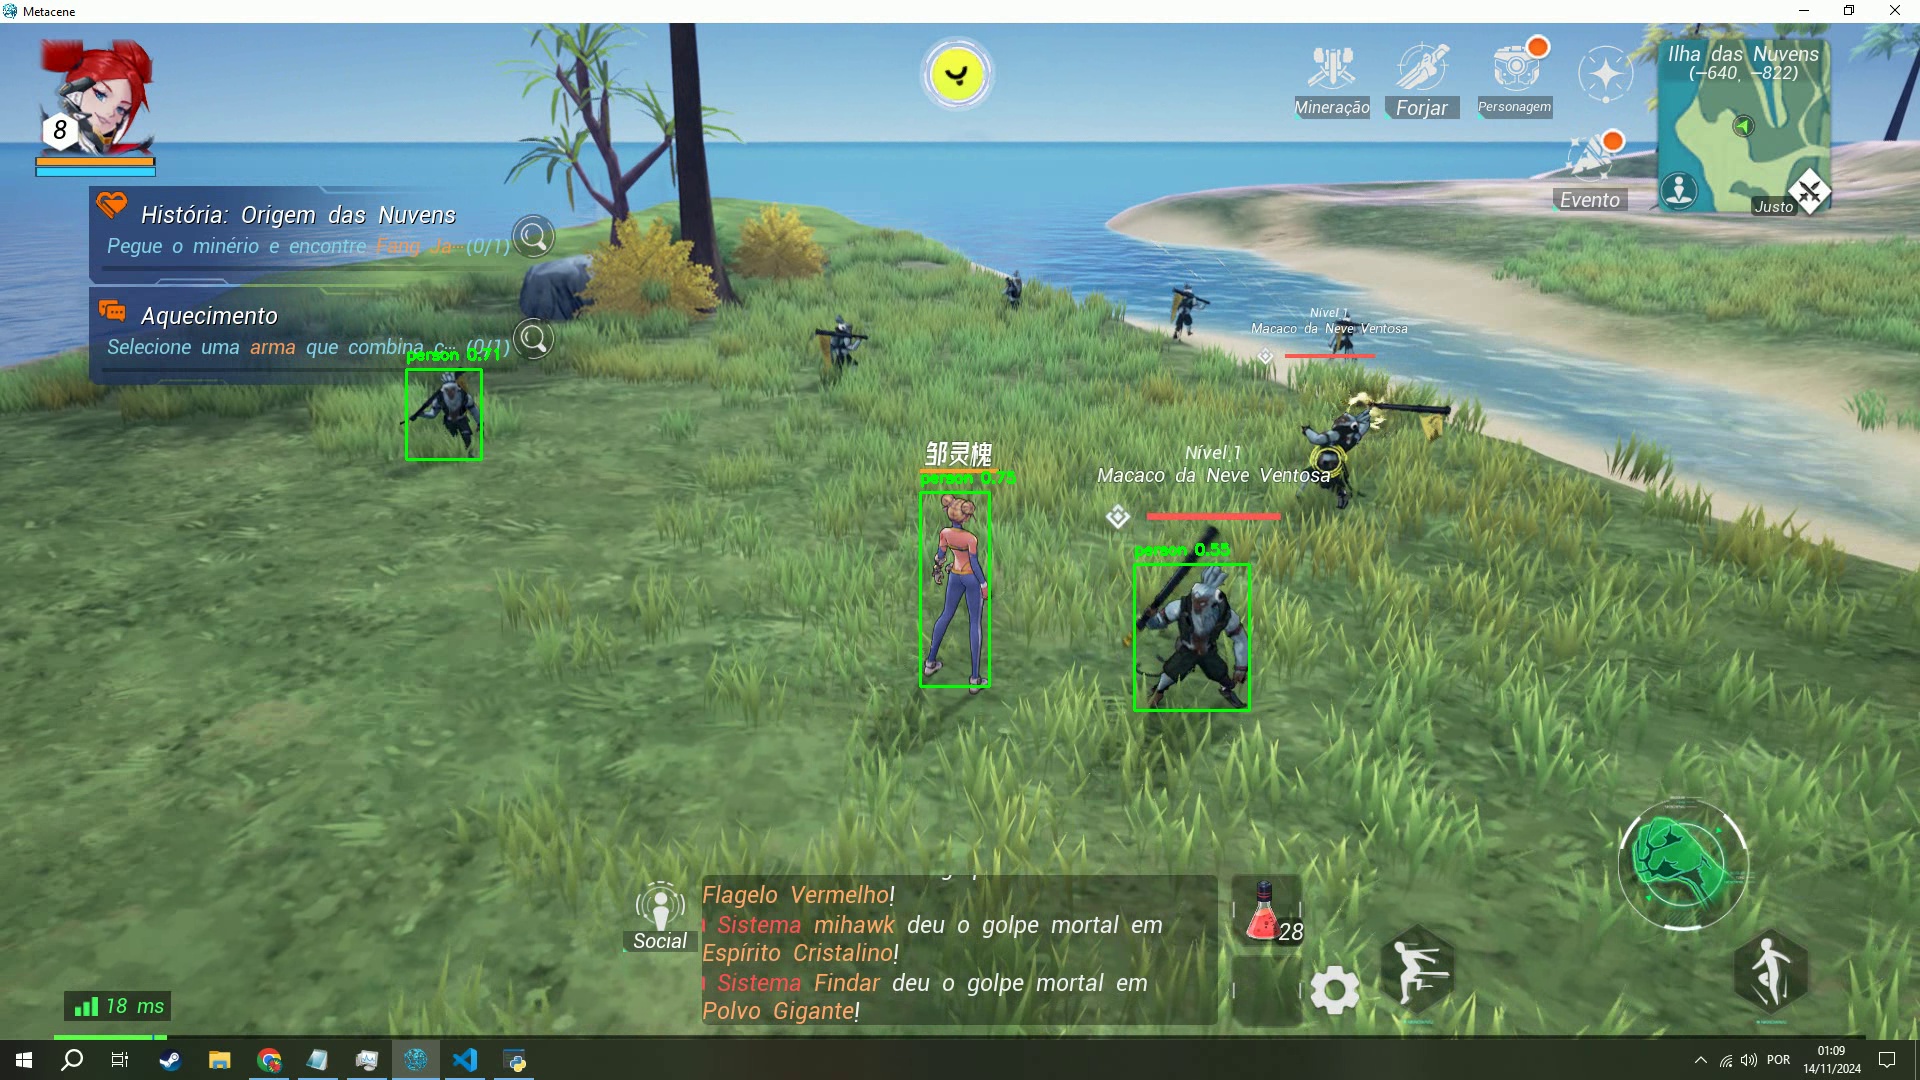 Metacene
Ilha das Nuvens
(-640, -822)
Mineração
Forjar
Personagem
8
Evento
Justo
História: Origem das Nuvens
Pegue o minério e encontre Fang Ja… (0/1)
Aquecimento
Selecione uma arma que combina c… (0/1)
person 0.71
Nível.1
Macaco da Neve Ventosa
邹灵槐
person 0.78
Nível.1
Macaco da Neve Ventosa
person 0.55
Flagelo Vermelho!
Sistema mihawk deu o golpe mortal em
Espírito Cristalino!
Sistema Findar deu o golpe mortal em
Polvo Gigante!
Social
28
18 ms
POR
01:09
14/11/2024